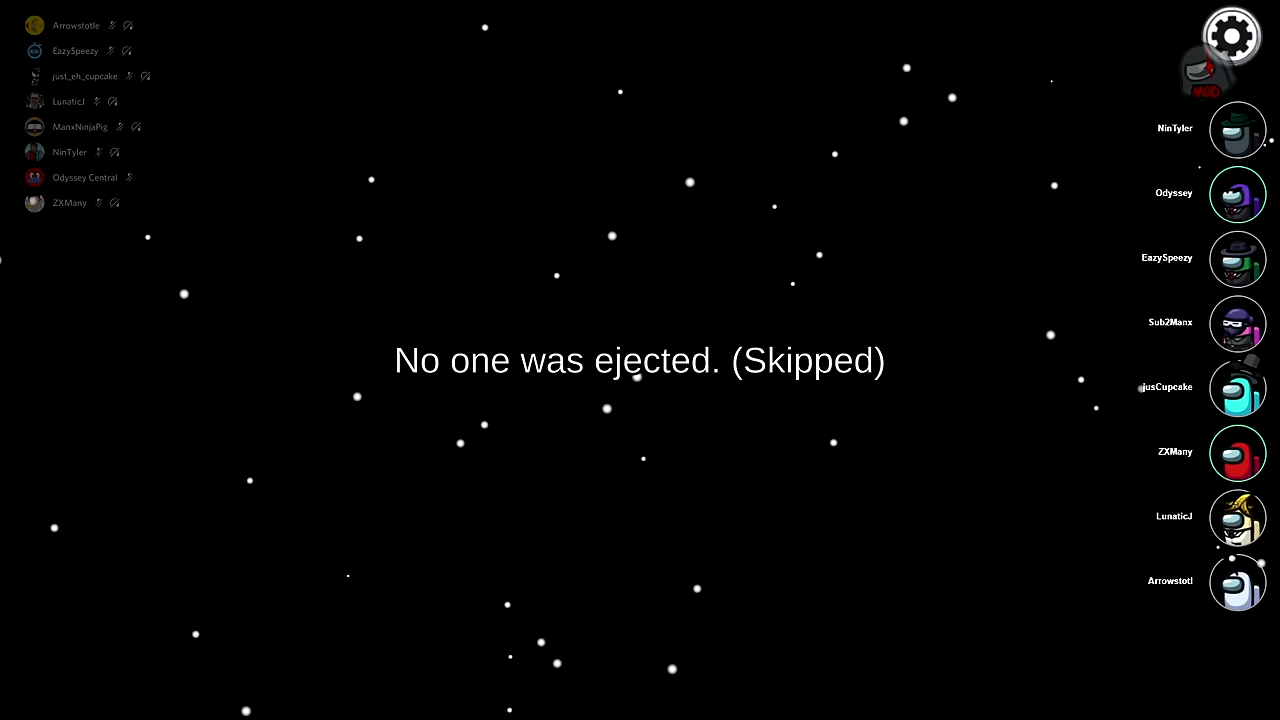 Arrowstotle
EazySpeezy
just_eh_cupcake
LunaticJ
ManxNinjaPig
NinTyler
Odyssey Central
ZXMany
MOD
NinTyler
Odyssey
EazySpeezy
Sub2Manx
No one was ejected. (Skipped)
jusCupcake
ZXMany
LunaticJ
Arrowstotl